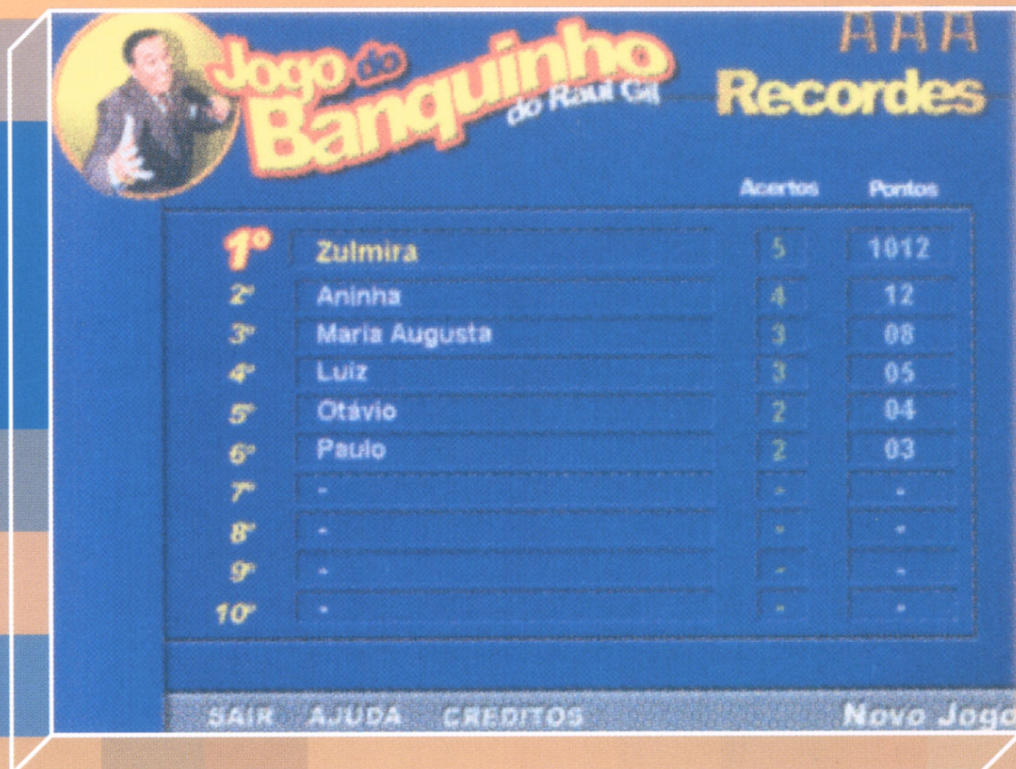 Jogo do
Banquinho
do Raul Gil
Recordes
Acertos Pontos
1º Zulmira 5 1012
2º Aninha 4 12
3º Maria Augusta 3 08
4º Luiz 3 05
5º Otávio 2 04
6º Paulo 2 03
7º - - -
8º - - -
9º - - -
10º - - -
SAIR AJUDA CREDITOS Novo Jogo